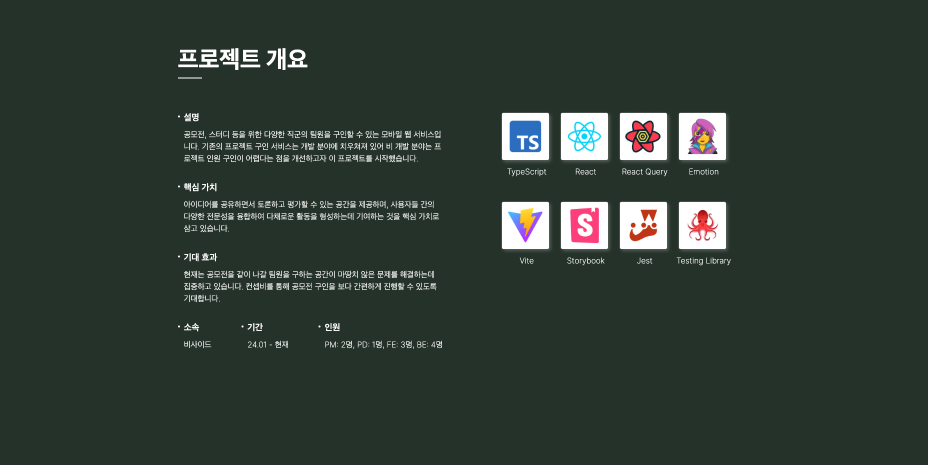 프로젝트 개요
• 설명
공모전, 스터디 등을 위한 다양한 직군의 팀원을 구인할 수 있는 모바일 웹 서비스입
니다. 기존의 프로젝트 구인 서비스는 개발 분야에 치우쳐져 있어 비 개발 분야는 프
로젝트 인원 구인이 어렵다는 점을 개선하고자 이 프로젝트를 시작했습니다.
• 핵심 가치
아이디어를 공유하면서 토론하고 평가할 수 있는 공간을 제공하며, 사용자들 간의
다양한 전문성을 융합하여 다채로운 활동을 형성하는데 기여하는 것을 핵심 가치로
삼고 있습니다.
• 기대 효과
현재는 공모전을 같이 나갈 팀원을 구하는 공간이 마땅치 않은 문제를 해결하는데
집중하고 있습니다. 컨셉비를 통해 공모전 구인을 보다 간편하게 진행할 수 있도록
기대합니다.
• 소속 • 기간 • 인원
비사이드 24.01 - 현재 PM: 2명, PD: 1명, FE: 3명, BE: 4명
TS
TypeScript React React Query Emotion
S
Vite Storybook Jest Testing Library